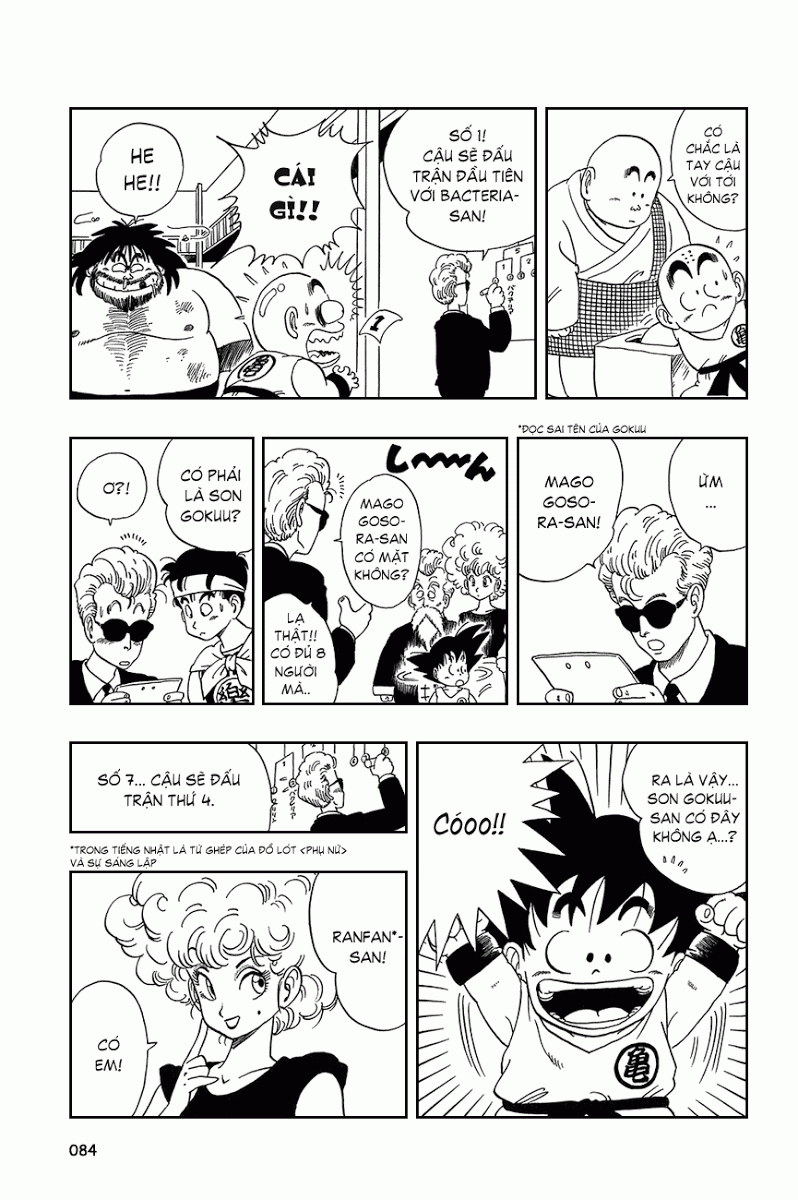 CÓ
CHẮC LÀ
TAY CẬU
VỚI TỚI
KHÔNG?
SỐ 1!
CẬU SẼ ĐẤU
TRẬN ĐẦU TIÊN
VỚI BACTERIA-
SAN!
CÁI
GÌ!!
HE
HE!!
1
*ĐỌC SAI TÊN CỦA GOKUU
ỪM
...
MAGO
GOSO-
RA-SAN!
し〜〜〜ん
MAGO
GOSO-
RA-SAN
CÓ MẶT
KHÔNG?
LẠ
THẬT!!
CÓ ĐỦ 8
NGƯỜI
MÀ..
CÓ PHẢI
LÀ SON
GOKUU?
Ơ?!
RA LÀ VẬY...
SON GOKUU-
SAN CÓ ĐÂY
KHÔNG Ạ...?
CÓOO!!
亀
SỐ 7... CẬU SẼ ĐẤU
TRẬN THỨ 4.
*TRONG TIẾNG NHẬT LÀ TỪ GHÉP CỦA ĐỒ LÓT <PHỤ NỮ>
VÀ SỰ SÁNG LẬP
RANFAN*-
SAN!
CÓ
EM!
084